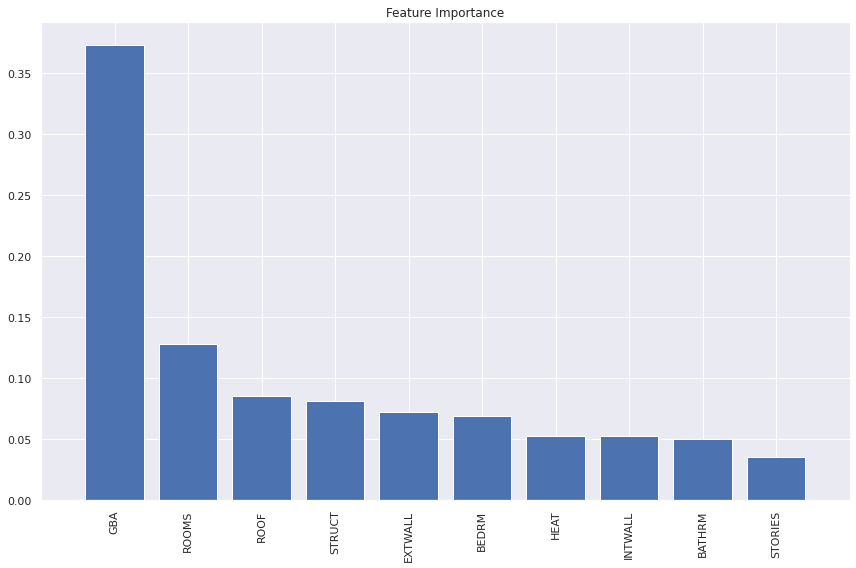 Feature Importance
0.35
0.30
0.25
0.20
0.15
0.10
0.05
0.00
GBA
ROOMS
ROOF
STRUCT
EXTWALL
BEDRM
HEAT
INTWALL
BATHRM
STORIES